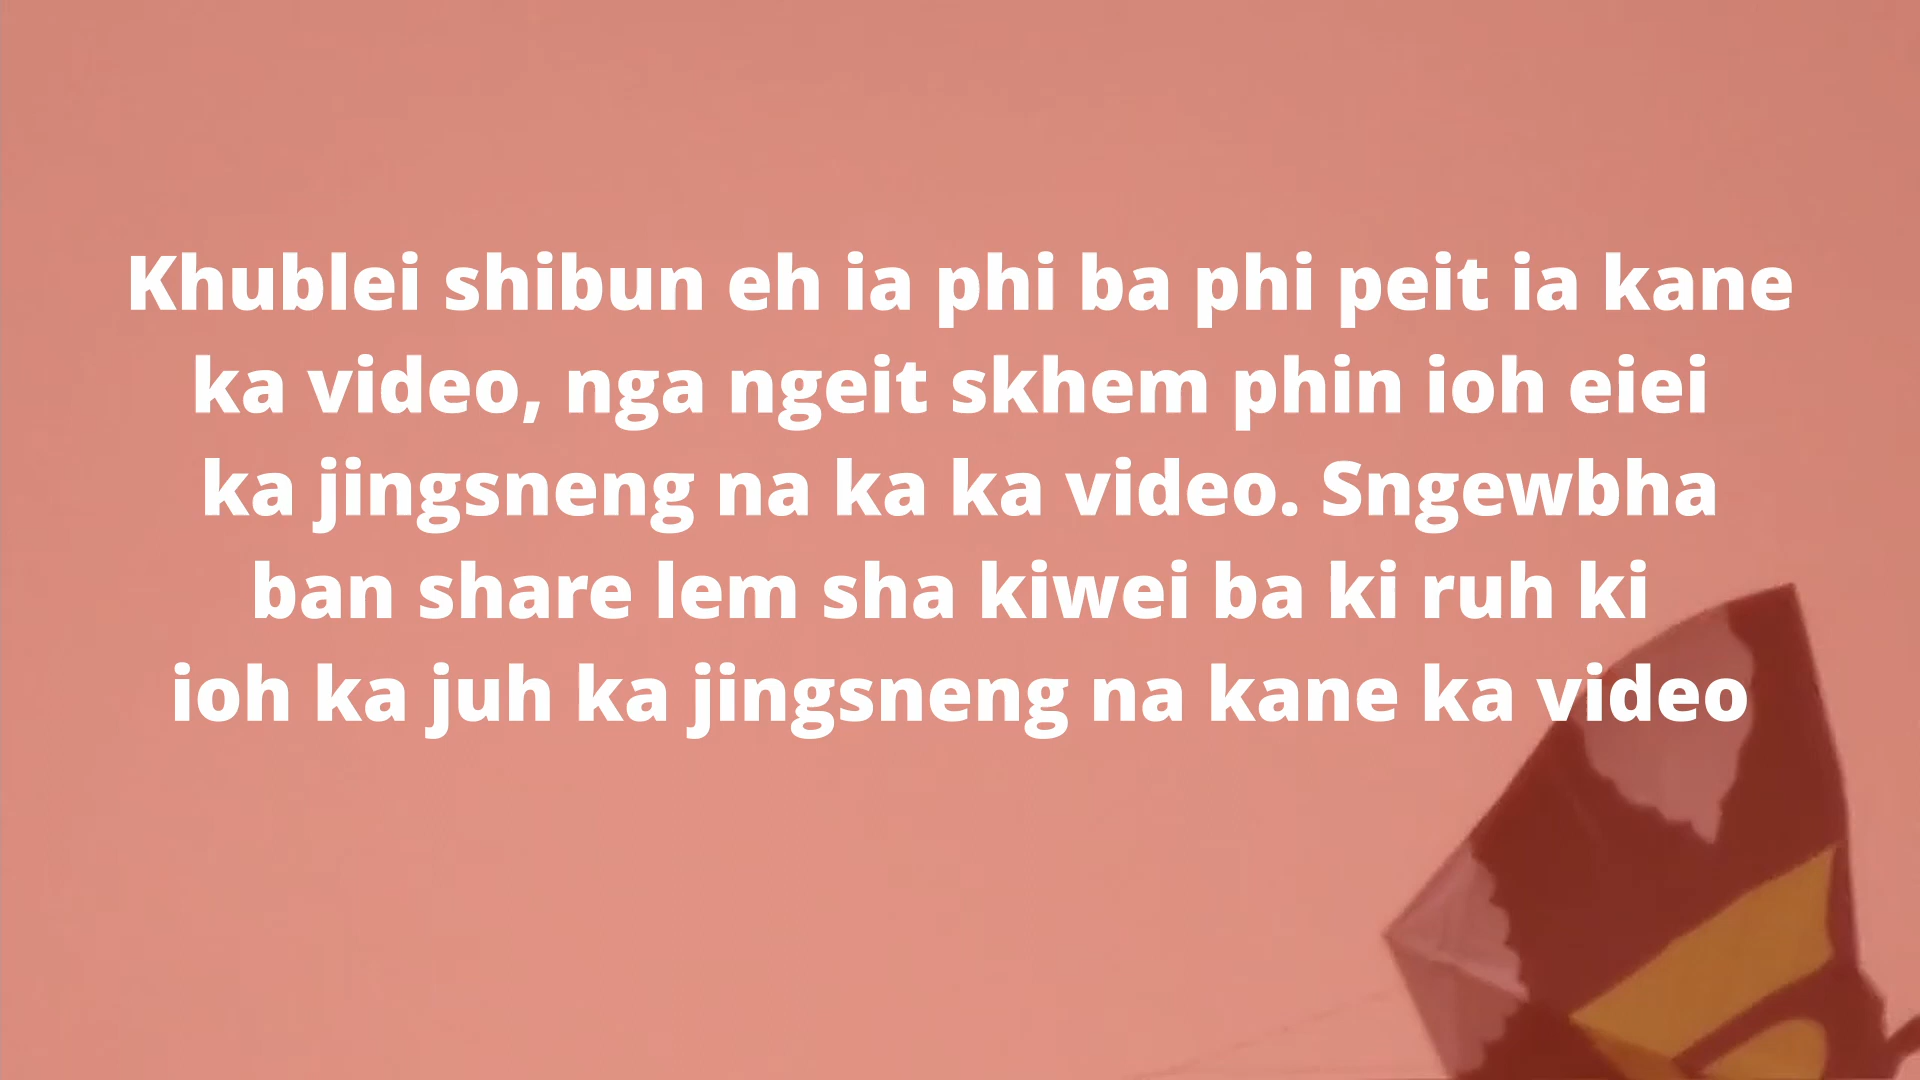 Khublei shibun eh ia phi ba phi peit ia kane
ka video, nga ngeit skhem phin ioh eiei
ka jingsneng na ka ka video. Sngewbha
ban share lem sha kiwei ba ki ruh ki
ioh ka juh ka jingsneng na kane ka video